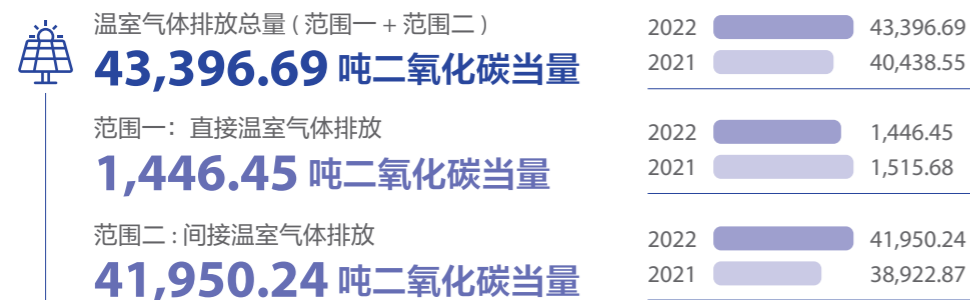 温室气体排放总量 ( 范围一 + 范围二 )
43,396.69 吨二氧化碳当量
2022 43,396.69
2021 40,438.55
范围一：直接温室气体排放
1,446.45 吨二氧化碳当量
2022 1,446.45
2021 1,515.68
范围二 : 间接温室气体排放
41,950.24 吨二氧化碳当量
2022 41,950.24
2021 38,922.87